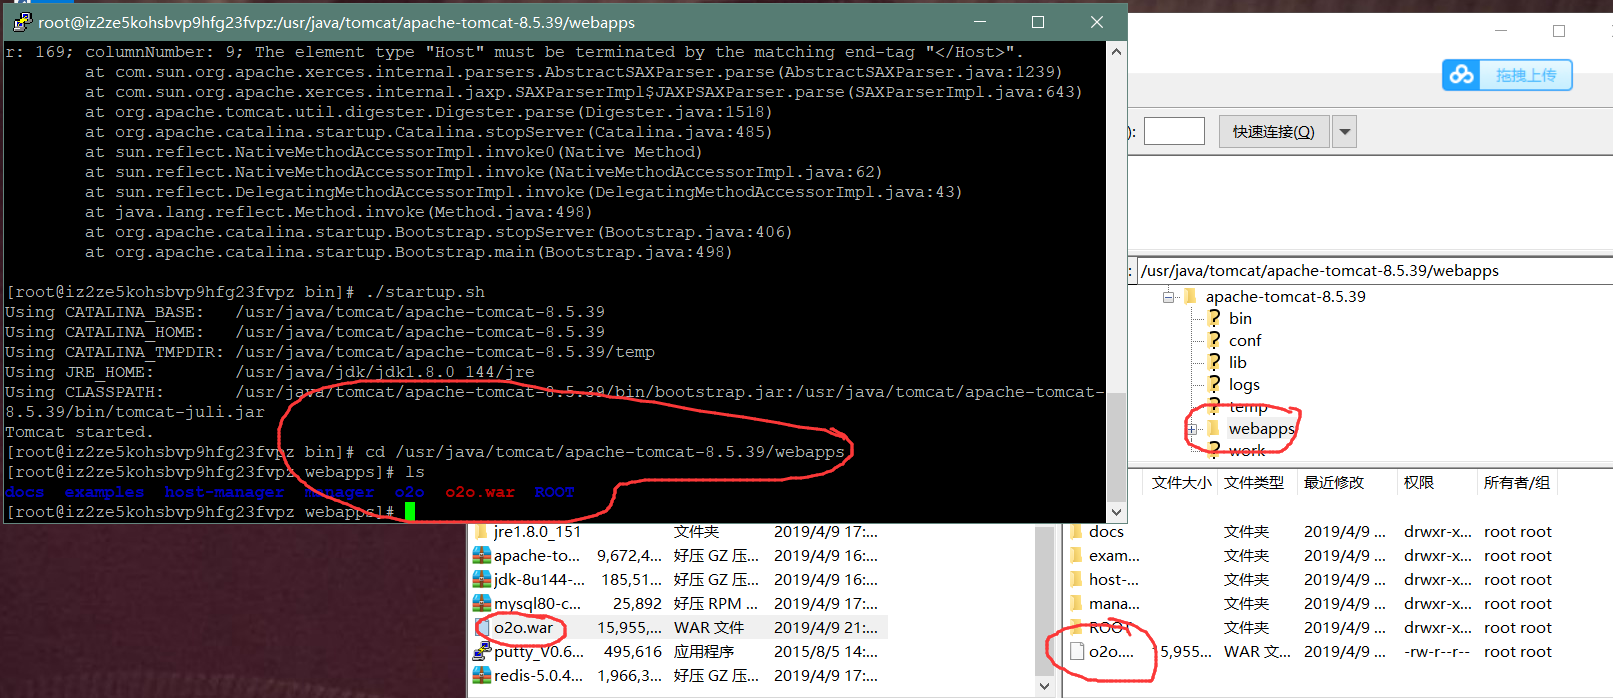 root@iz2ze5kohsbvp9hfg23fvpz:/usr/java/tomcat/apache-tomcat-8.5.39/webapps
r: 169; columnNumber: 9; The element type "Host" must be terminated by the matching end-tag "</Host>".
at com.sun.org.apache.xerces.internal.parsers.AbstractSAXParser.parse(AbstractSAXParser.java:1239)
at com.sun.org.apache.xerces.internal.jaxp.SAXParserImpl$JAXPSAXParser.parse(SAXParserImpl.java:643)
at org.apache.tomcat.util.digester.Digester.parse(Digester.java:1518)
at org.apache.catalina.startup.Catalina.stopServer(Catalina.java:485)
at sun.reflect.NativeMethodAccessorImpl.invoke0(Native Method)
at sun.reflect.NativeMethodAccessorImpl.invoke(NativeMethodAccessorImpl.java:62)
at sun.reflect.DelegatingMethodAccessorImpl.invoke(DelegatingMethodAccessorImpl.java:43)
at java.lang.reflect.Method.invoke(Method.java:498)
at org.apache.catalina.startup.Bootstrap.stopServer(Bootstrap.java:406)
at org.apache.catalina.startup.Bootstrap.main(Bootstrap.java:498)
[root@iz2ze5kohsbvp9hfg23fvpz bin]# ./startup.sh
Using CATALINA_BASE: /usr/java/tomcat/apache-tomcat-8.5.39
Using CATALINA_HOME: /usr/java/tomcat/apache-tomcat-8.5.39
Using CATALINA_TMPDIR: /usr/java/tomcat/apache-tomcat-8.5.39/temp
Using JRE_HOME: /usr/java/jdk/jdk1.8.0_144/jre
Using CLASSPATH: /usr/java/tomcat/apache-tomcat-8.5.39/bin/bootstrap.jar:/usr/java/tomcat/apache-tomcat-
8.5.39/bin/tomcat-juli.jar
Tomcat started.
[root@iz2ze5kohsbvp9hfg23fvpz bin]# cd /usr/java/tomcat/apache-tomcat-8.5.39/webapps
[root@iz2ze5kohsbvp9hfg23fvpz webapps]# ls
docs examples host-manager manager o2o o2o.war ROOT
[root@iz2ze5kohsbvp9hfg23fvpz webapps]#
拖拽上传
): 快速连接(Q)
: /usr/java/tomcat/apache-tomcat-8.5.39/webapps
apache-tomcat-8.5.39
? bin
? conf
? lib
? logs
? temp
webapps
? work
文件大小 文件类型 最近修改 权限 所有者/组
jre1.8.0_151 文件夹 2019/4/9 17:...
apache-to... 9,672,4... 好压 GZ 压... 2019/4/9 16:...
jdk-8u144-... 185,51... 好压 GZ 压... 2019/4/9 16:...
mysql80-c... 25,892 好压 RPM ... 2019/4/9 17:...
o2o.war 15,955,... WAR 文件 2019/4/9 21:...
putty_V0.6... 495,616 应用程序 2015/8/5 14:...
redis-5.0.4... 1,966,3... 好压 GZ 压... 2019/4/9 17:...
docs 文件夹 2019/4/9 ... drwxr-x... root root
exam... 文件夹 2019/4/9 ... drwxr-x... root root
host-... 文件夹 2019/4/9 ... drwxr-x... root root
mana... 文件夹 2019/4/9 ... drwxr-x... root root
ROOT 文件夹 2019/4/9 ... drwxr-x... root root
o2o.... 5,955... WAR 文... 2019/4/9 ... -rw-r--r-- root root